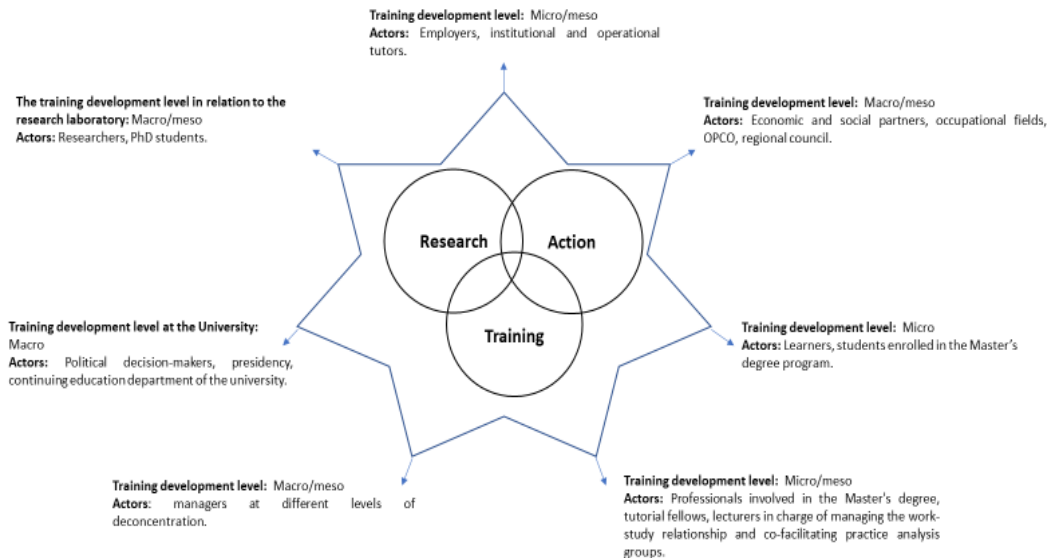 Training development level: Micro/meso
Actors: Employers, institutional and operational
tutors.
The training development level in relation to the
research laboratory: Macro/meso
Actors: Researchers, PhD students.
Training development level: Macro/meso
Actors: Economic and social partners, occupational fields,
OPCO, regional council.
Research
Action
Training
Training development level at the University:
Macro
Actors: Political decision-makers, presidency,
continuing education department of the university.
Training development level: Micro
Actors: Learners, students enrolled in the Master's
degree program.
Training development level: Macro/meso
Actors: managers at different levels of
deconcentration.
Training development level: Micro/meso
Actors: Professionals involved in the Master's degree,
tutorial fellows, lecturers in charge of managing the work-
study relationship and co-facilitating practice analysis
groups.